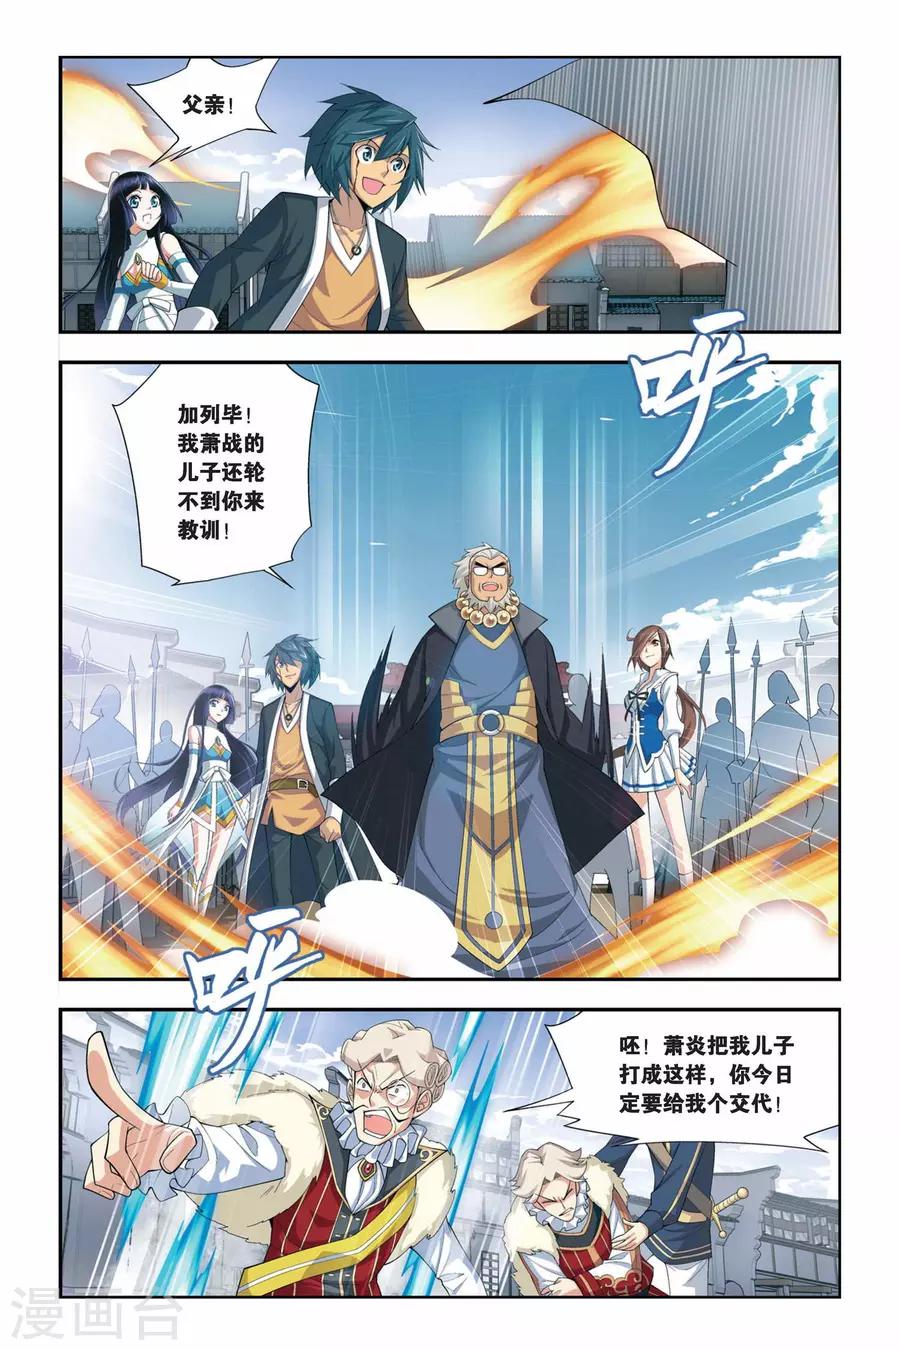 父亲！
呼
加列毕！
我萧战的
儿子还轮
不到你来
教训！
呼
呸！萧炎把我儿子
打成这样，你今日
定要给我个交代！
漫画台